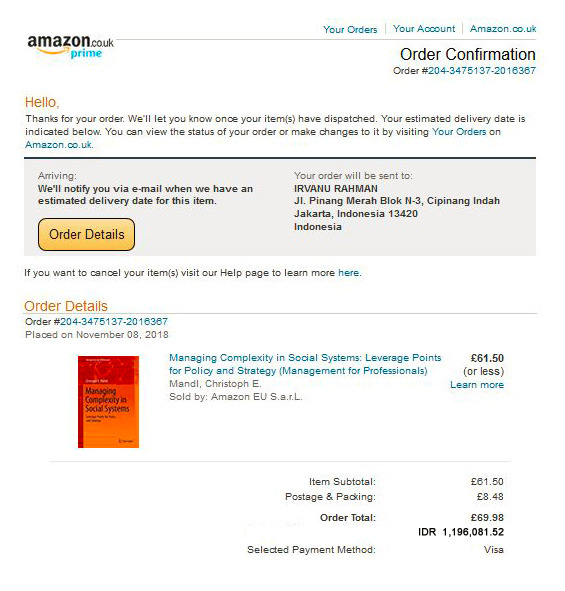 Your Orders | Your Account | Amazon.co.uk
amazon.co.uk
prime
Order Confirmation
Order #204-3475137-2016367
Hello,
Thanks for your order. We'll let you know once your item(s) have dispatched. Your estimated delivery date is
indicated below. You can view the status of your order or make changes to it by visiting Your Orders on
Amazon.co.uk.
Arriving:
We'll notify you via e-mail when we have an
estimated delivery date for this item.
Order Details
Your order will be sent to:
IRVANU RAHMAN
Jl. Pinang Merah Blok N-3, Cipinang Indah
Jakarta, Indonesia 13420
Indonesia
If you want to cancel your item(s) visit our Help page to learn more here.
Order Details
Order #204-3475137-2016367
Placed on November 08, 2018
Managing
Complexity in
Social Systems
Springer
Managing Complexity in Social Systems: Leverage Points
for Policy and Strategy (Management for Professionals)
Mandl, Christoph E.
Sold by: Amazon EU S.a.r.L.
£61.50
(or less)
Learn more
Item Subtotal: £61.50
Postage & Packing: £8.48
Order Total: £69.98
IDR 1,196,081.52
Selected Payment Method: Visa